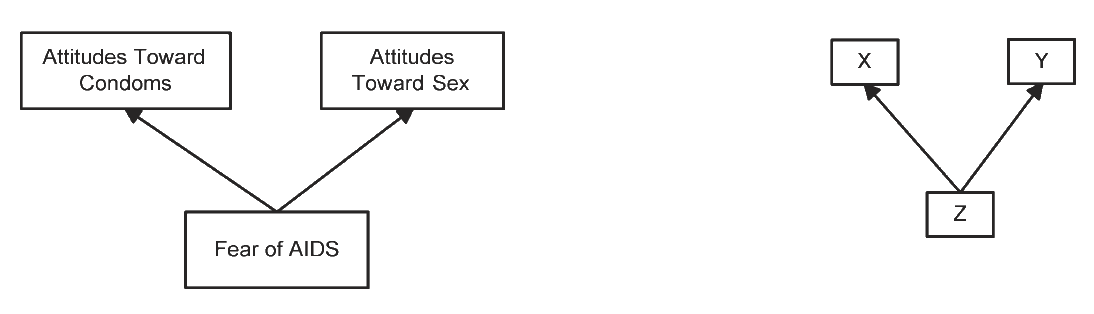 Attitudes Toward
Condoms
Attitudes
Toward Sex
Fear of AIDS
X
Y
Z